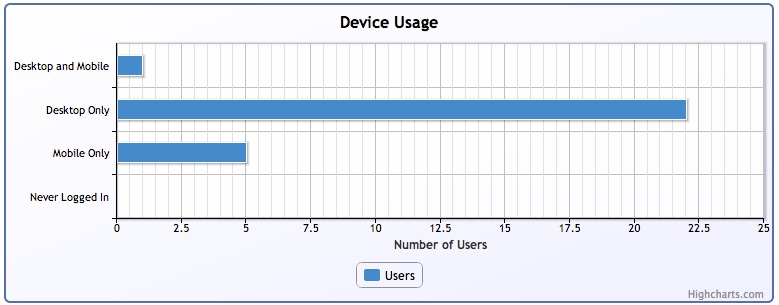 Device Usage
Desktop and Mobile
Desktop Only
Mobile Only
Never Logged In
0 2.5 5 7.5 10 12.5 15 17.5 20 22.5 25
Number of Users
Users
Highcharts.com